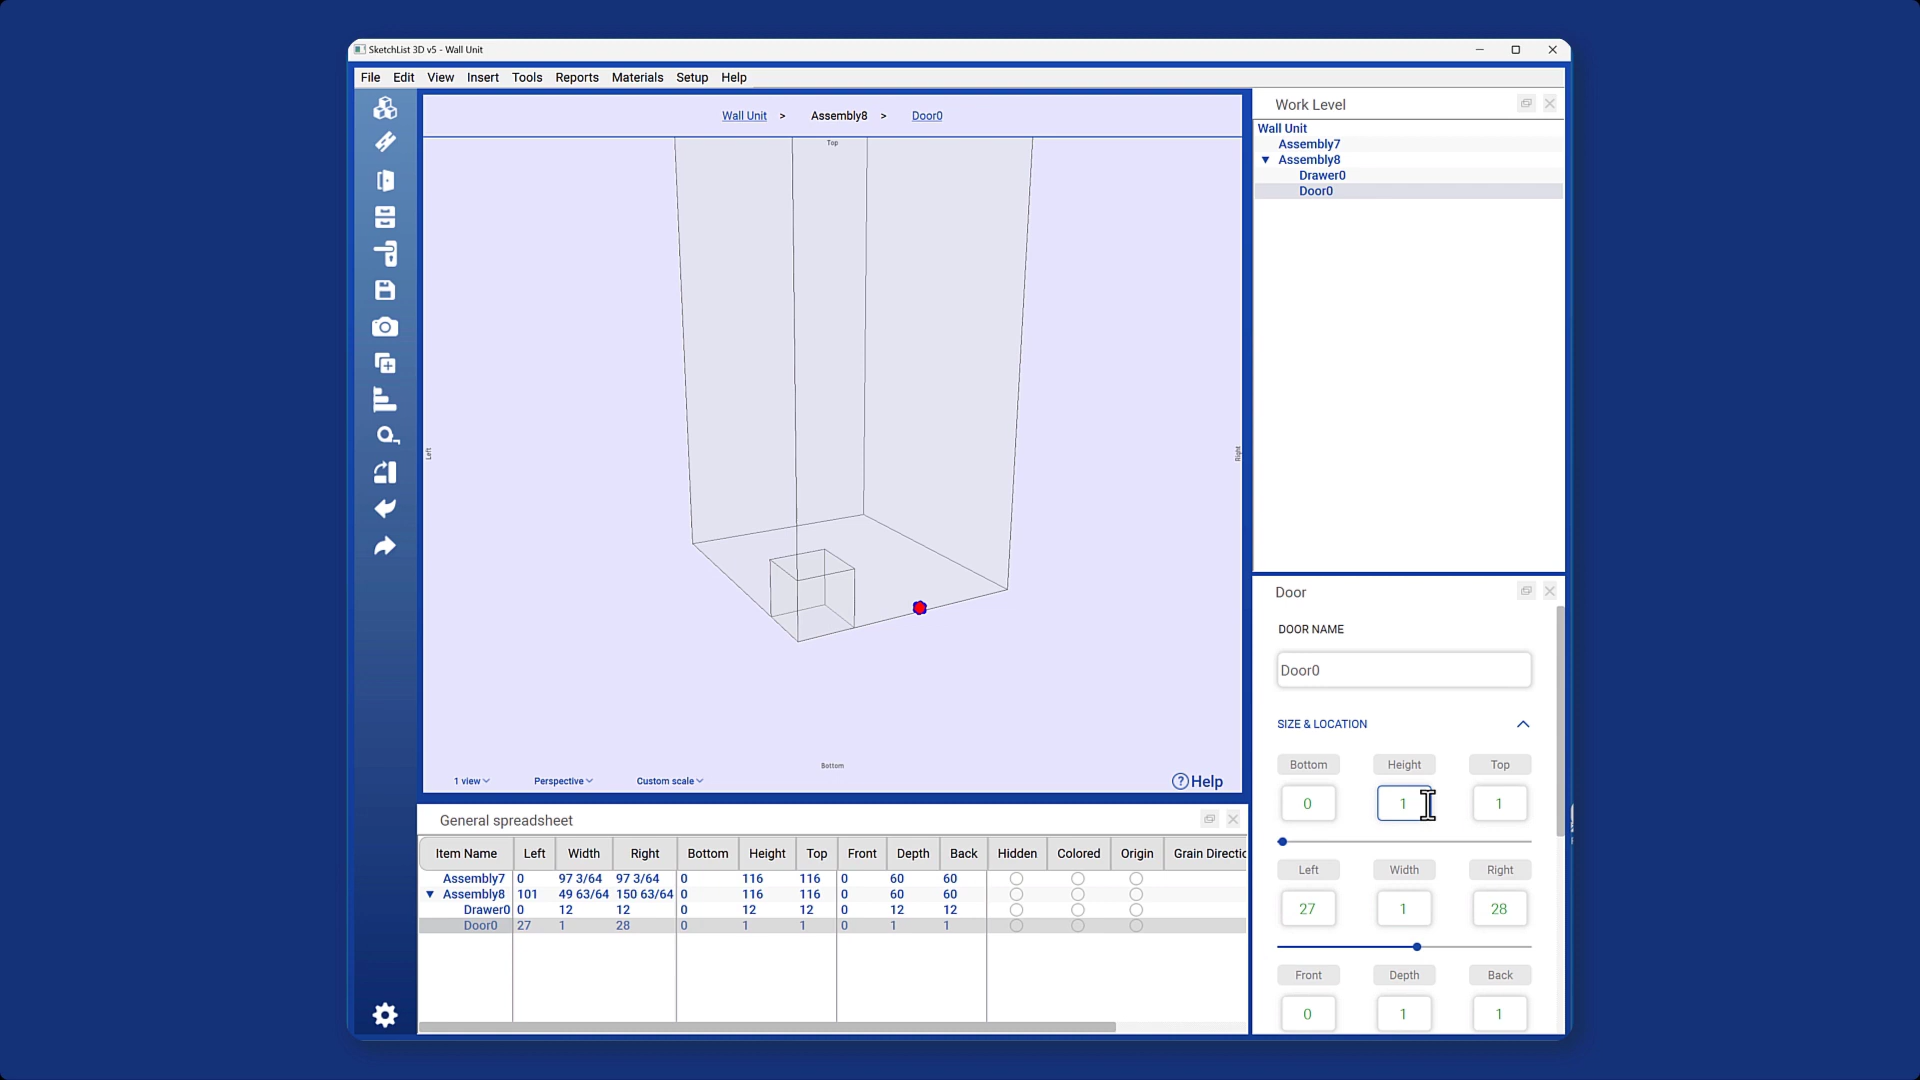 SketchList 3D v5 - Wall Unit
File Edit View Insert Tools Reports Materials Setup Help
Wall Unit > Assembly8 > Door0
Top
Left
Right
Bottom
1 view Perspective Custom scale Help
General spreadsheet
Item Name Left Width Right Bottom Height Top Front Depth Back Hidden Colored Origin Grain Directic
Assembly7 0 97 3/64 97 3/64 0 116 116 0 60 60
Assembly8 101 49 63/64 150 63/64 0 116 116 0 60 60
Drawer0 0 12 12 0 12 12 0 12 12
Door0 27 1 28 0 1 1 0 1 1
Work Level
Wall Unit
Assembly7
Assembly8
Drawer0
Door0
Door
DOOR NAME
Door0
SIZE & LOCATION
Bottom Height Top
0 1 1
Left Width Right
27 1 28
Front Depth Back
0 1 1